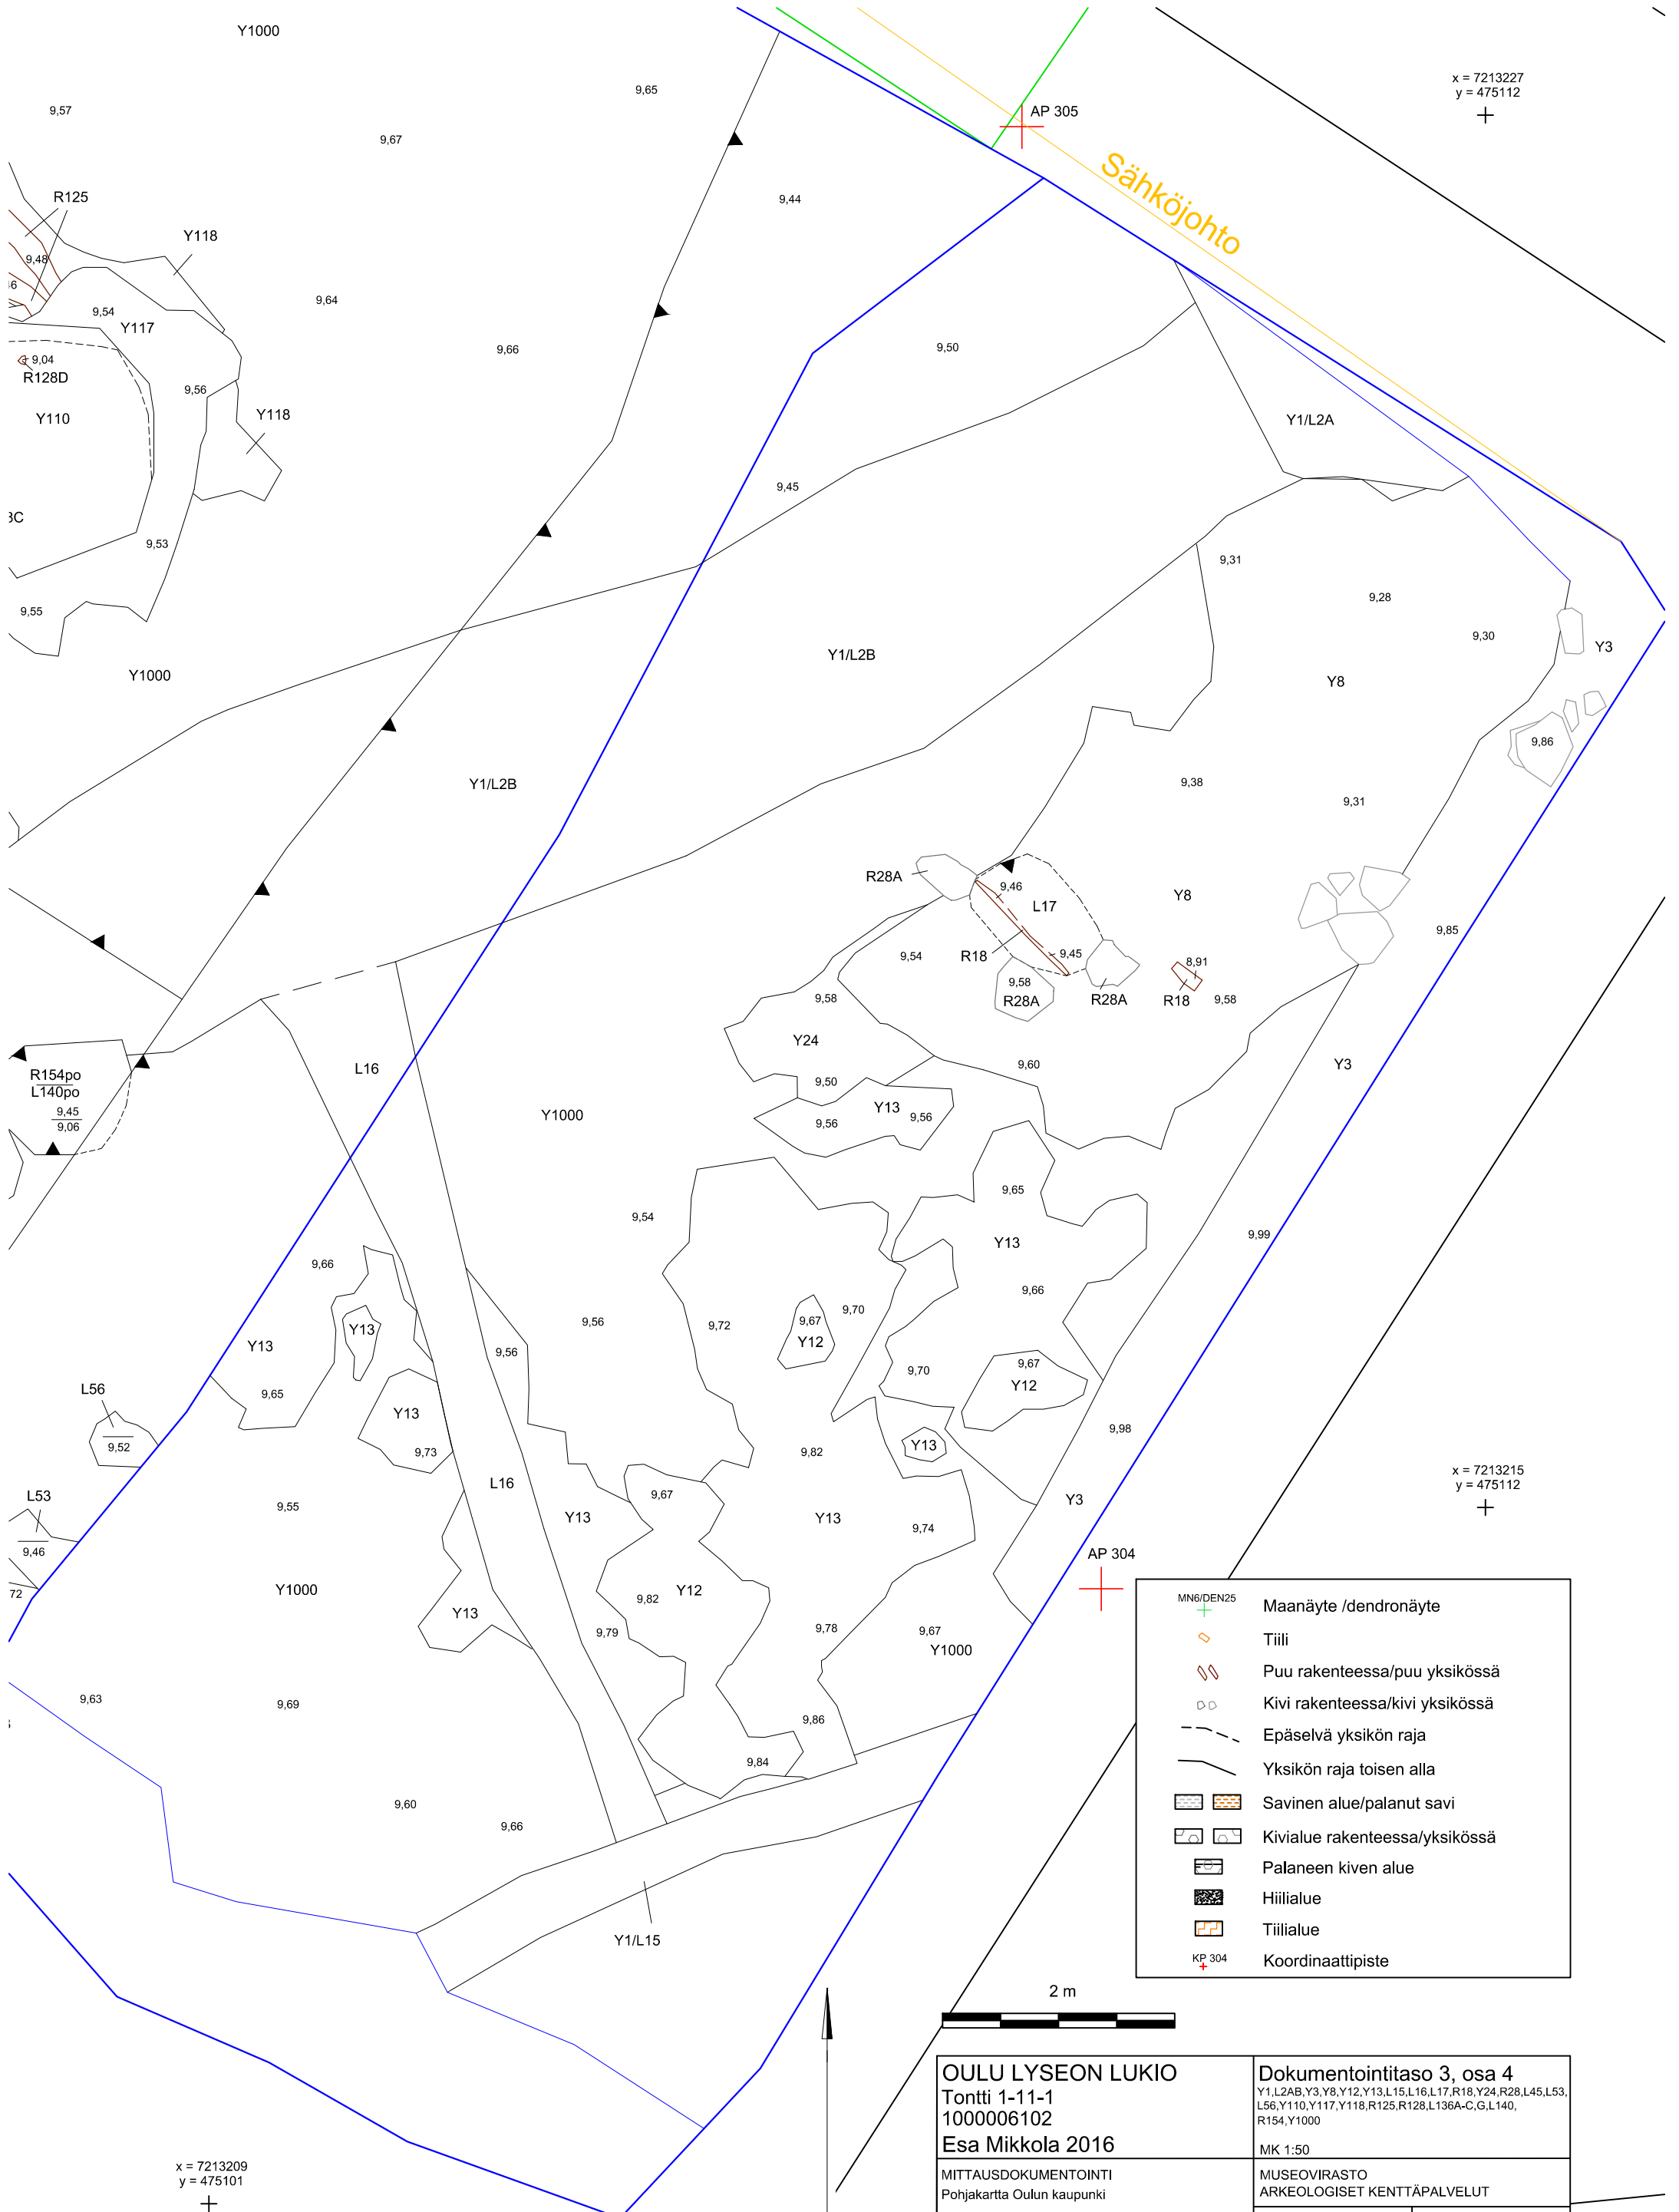 Y1000
9,65
x = 7213227
y = 475112
9,57
AP 305
9,67
Sähköjohto
R125
9,44
Y118
9,48
9,64
9,54
Y117
9,50
9,66
9,04
R128D
9,56
Y110
Y118
Y1/L2A
9,45
9,53
9,31
9,28
9,55
9,30
Y3
Y1/L2B
Y1000
Y8
9,86
Y1/L2B
9,38
9,31
R28A
9,46
L17
Y8
9,85
9,54
R18
9,45
8,91
9,58
R28A
R28A
R18
9,58
9,58
Y24
9,60
Y3
L16
R154po
L140po
9,45
9,06
9,50
Y1000
Y13
9,56
9,56
9,65
9,54
9,99
Y13
9,66
9,66
9,70
9,56
9,72
9,67
Y12
Y13
Y13
9,56
9,70
9,67
Y12
L56
9,65
Y13
9,98
9,52
9,73
9,82
Y13
x = 7213215
y = 475112
L53
L16
9,67
Y3
9,55
Y13
Y13
9,74
9,46
AP 304
72
Y1000
Y12
9,82
Y13
9,79
9,78
9,67
Y1000
9,63
9,69
9,86
9,84
9,60
9,66
Y1/L15
MN6/DEN25
Maanäyte /dendronäyte
Tiili
Puu rakenteessa/puu yksikössä
Kivi rakenteessa/kivi yksikössä
Epäselvä yksikön raja
Yksikön raja toisen alla
Savinen alue/palanut savi
Kivialue rakenteessa/yksikössä
Palaneen kiven alue
Hiilialue
Tiilialue
KP 304
Koordinaattipiste
2 m
OULU LYSEON LUKIO
Tontti 1-11-1
1000006102
Esa Mikkola 2016
Dokumentointitaso 3, osa 4
Y1,L2AB,Y3,Y8,Y12,Y13,L15,L16,L17,R18,Y24,R28,L45,L53,
L56,Y110,Y117,Y118,R125,R128,L136A-C,G,L140,
R154,Y1000
MK 1:50
MITTAUSDOKUMENTOINTI
Pohjakartta Oulun kaupunki
MUSEOVIRASTO
ARKEOLOGISET KENTTÄPALVELUT
x = 7213209
y = 475101